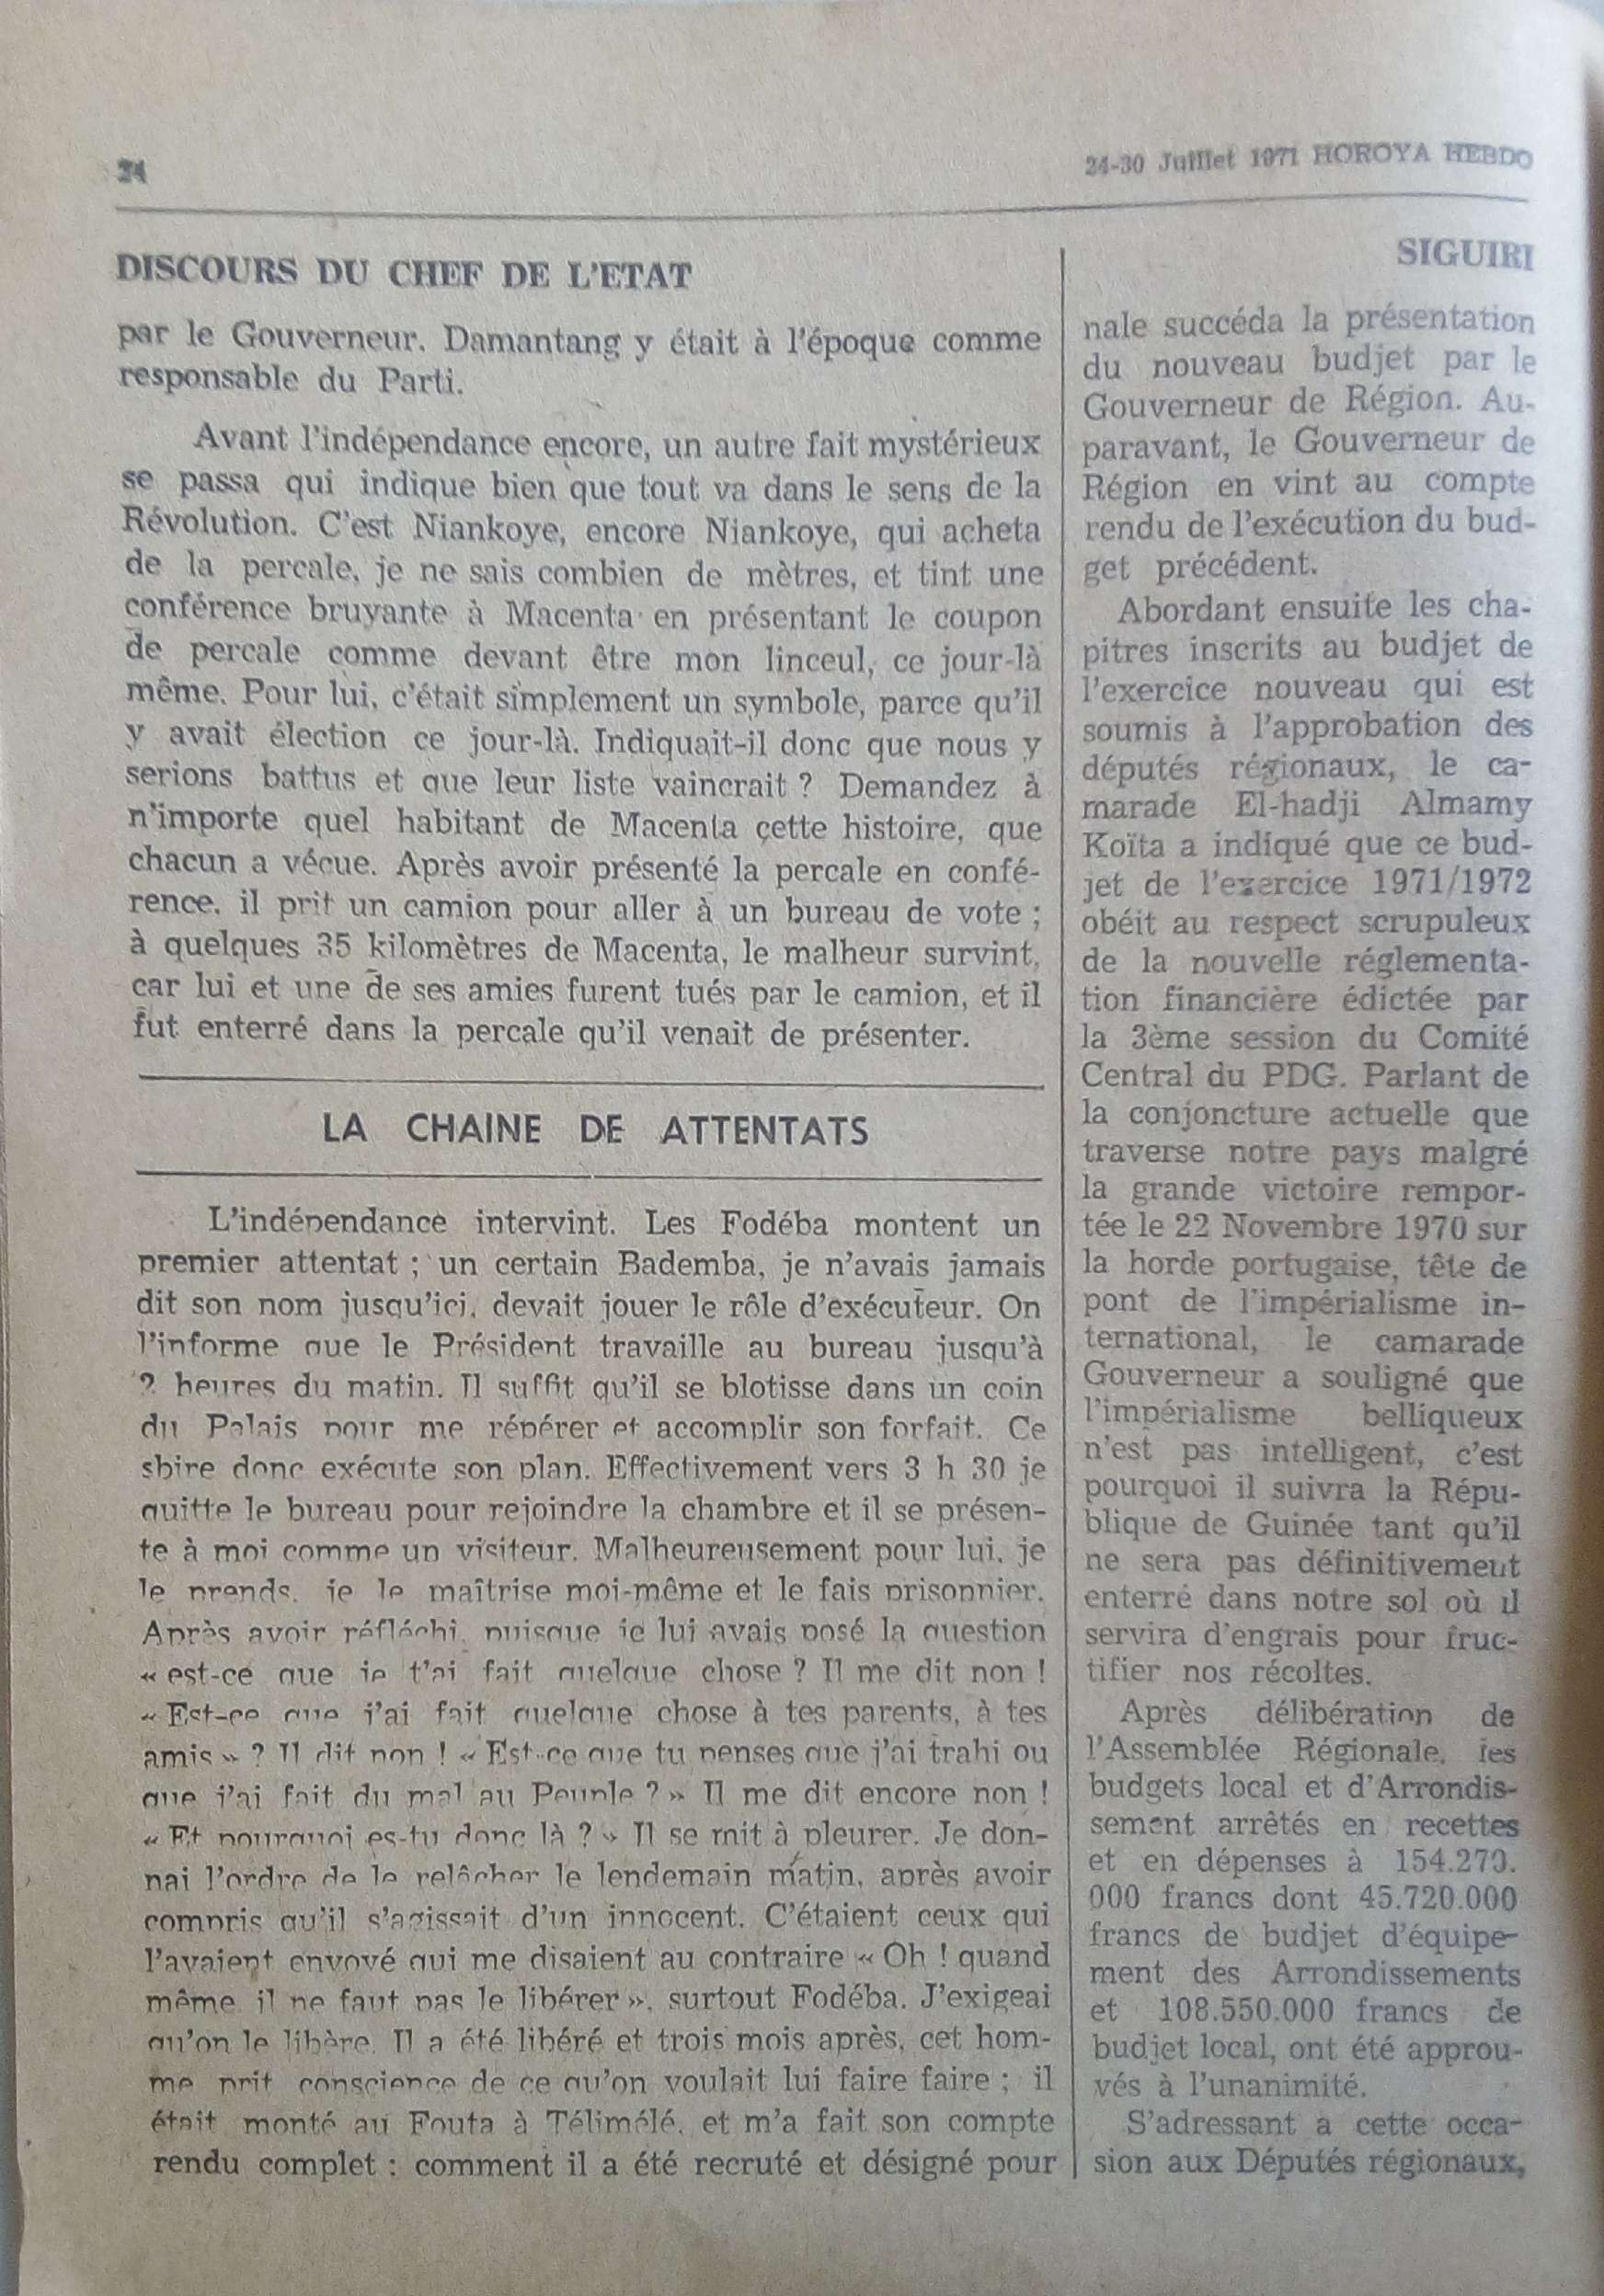 24
24-30 Juillet 1971 HOROYA HEBDO
DISCOURS DU CHEF DE L'ETAT
par le Gouverneur. Damantang y était à l'époque comme
responsable du Parti.
Avant l'indépendance encore, un autre fait mystérieux
se passa qui indique bien que tout va dans le sens de la
Révolution. C'est Niankoye, encore Niankoye, qui acheta
de la percale, je ne sais combien de mètres, et tint une
conférence bruyante à Macenta en présentant le coupon
de percale comme devant être mon linceul, ce jour-là
même. Pour lui, c'était simplement un symbole, parce qu'il
y avait élection ce jour-là. Indiquait-il donc que nous y
serions battus et que leur liste vaincrait ? Demandez à
n'importe quel habitant de Macenta cette histoire, que
chacun a vécue. Après avoir présenté la percale en confé-
rence, il prit un camion pour aller à un bureau de vote ;
à quelques 35 kilomètres de Macenta, le malheur survint,
car lui et une de ses amies furent tués par le camion, et il
fut enterré dans la percale qu'il venait de présenter.
LA CHAINE DE ATTENTATS
L'indépendance intervint. Les Fodéba montent un
premier attentat ; un certain Bademba, je n'avais jamais
dit son nom jusqu'ici, devait jouer le rôle d'exécuteur. On
l'informe que le Président travaille au bureau jusqu'à
2 heures du matin. Il suffit qu'il se blotisse dans un coin
du Palais pour me répérer et accomplir son forfait. Ce
sbire donc exécute son plan. Effectivement vers 3 h 30 je
quitte le bureau pour rejoindre la chambre et il se présen-
te à moi comme un visiteur. Malheureusement pour lui, je
le prends, je le maîtrise moi-même et le fais prisonnier.
Après avoir réfléchi, puisque je lui avais posé la question
« est-ce que je t'ai fait quelque chose ? Il me dit non !
« Est-ce que j'ai fait quelque chose à tes parents, à tes
amis » ? Il dit non ! « Est-ce que tu penses que j'ai trahi ou
que j'ai fait du mal au Peuple ? » Il me dit encore non !
« Et pourquoi es-tu donc là ? » Il se mit à pleurer. Je don-
nai l'ordre de le relâcher le lendemain matin, après avoir
compris qu'il s'agissait d'un innocent. C'étaient ceux qui
l'avaient envoyé qui me disaient au contraire « Oh ! quand
même il ne faut pas le libérer », surtout Fodéba. J'exigeai
qu'on le libère. Il a été libéré et trois mois après, cet hom-
me prit conscience de ce qu'on voulait lui faire faire ; il
était monté au Fouta à Télimélé, et m'a fait son compte
rendu complet : comment il a été recruté et désigné pour
SIGUIRI
nale succéda la présentation
du nouveau budjet par le
Gouverneur de Région. Au-
paravant, le Gouverneur de
Région en vint au compte
rendu de l'exécution du bud-
get précédent.
Abordant ensuite les cha-
pitres inscrits au budjet de
l'exercice nouveau qui est
soumis à l'approbation des
députés régionaux, le ca-
marade El-hadji Almamy
Koïta a indiqué que ce bud-
jet de l'exercice 1971/1972
obéit au respect scrupuleux
de la nouvelle réglementa-
tion financière édictée par
la 3ème session du Comité
Central du PDG. Parlant de
la conjoncture actuelle que
traverse notre pays malgré
la grande victoire rempor-
tée le 22 Novembre 1970 sur
la horde portugaise, tête de
pont de l'impérialisme in-
ternational, le camarade
Gouverneur a souligné que
l'impérialisme belliqueux
n'est pas intelligent, c'est
pourquoi il suivra la Répu-
blique de Guinée tant qu'il
ne sera pas définitivement
enterré dans notre sol où il
servira d'engrais pour fruc-
tifier nos récoltes.
Après délibération de
l'Assemblée Régionale, les
budgets local et d'Arrondis-
sement arrêtés en recettes
et en dépenses à 154.270.
000 francs dont 45.720.000
francs de budjet d'équipe-
ment des Arrondissements
et 108.550.000 francs de
budjet local, ont été approu-
vés à l'unanimité.
S'adressant a cette occa-
sion aux Députés régionaux,